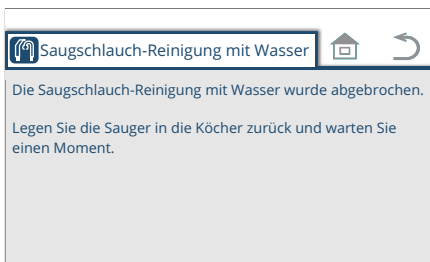 Saugschlauch-Reinigung mit Wasser
Die Saugschlauch-Reinigung mit Wasser wurde abgebrochen.
Legen Sie die Sauger in die Köcher zurück und warten Sie
einen Moment.